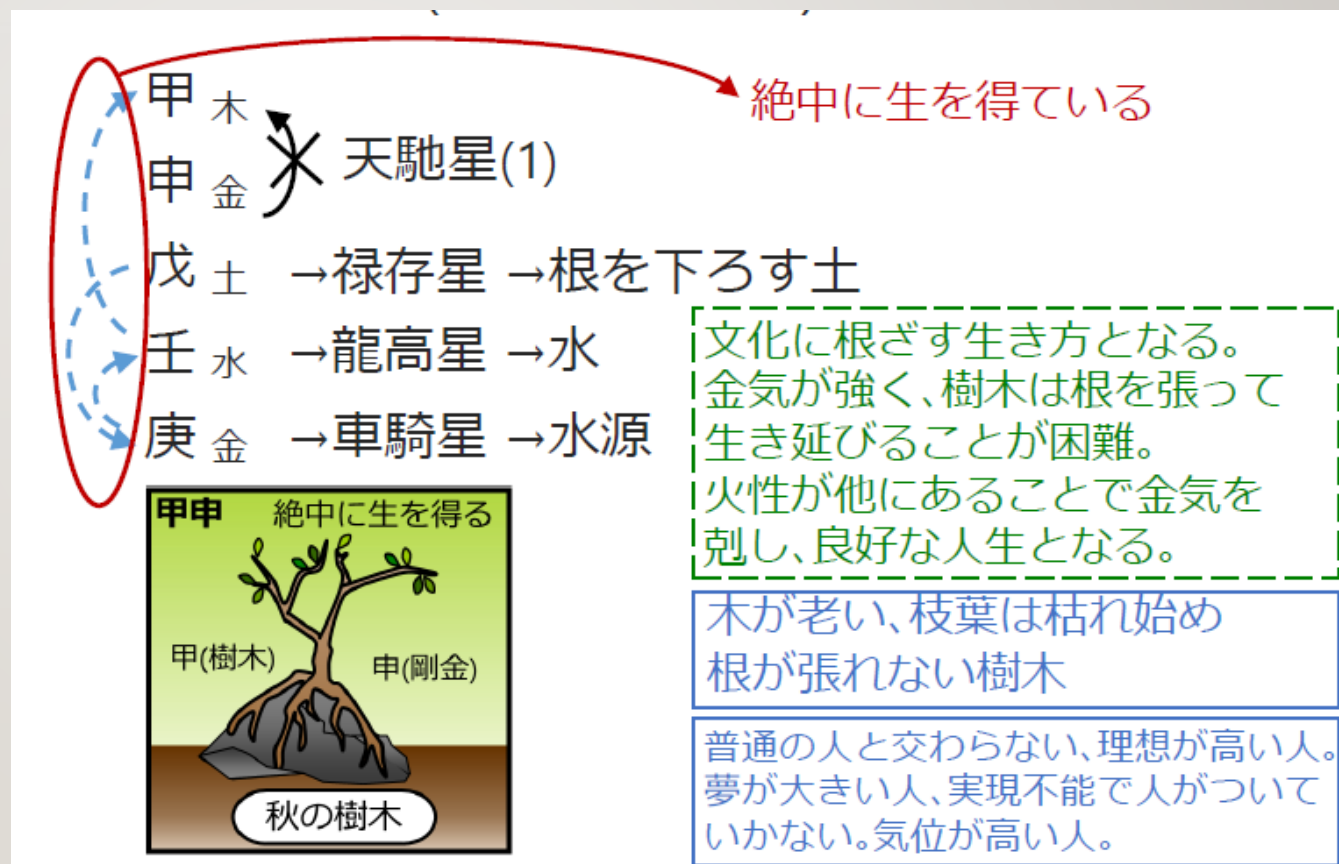 甲 木
絶中に生を得ている
申 金
天馳星(1)
戊 土 →禄存星 →根を下ろす土
壬 水 →龍高星 →水
庚 金 →車騎星 →水源
文化に根ざす生き方となる。
金気が強く、樹木は根を張って
生き延びることが困難。
火性が他にあることで金気を
剋し、良好な人生となる。
甲申 絶中に生を得る
甲(樹木)
申(剛金)
秋の樹木
木が老い、枝葉は枯れ始め
根が張れない樹木
普通の人と交わらない、理想が高い人。
夢が大きい人、実現不能で人がついて
いかない。気位が高い人。